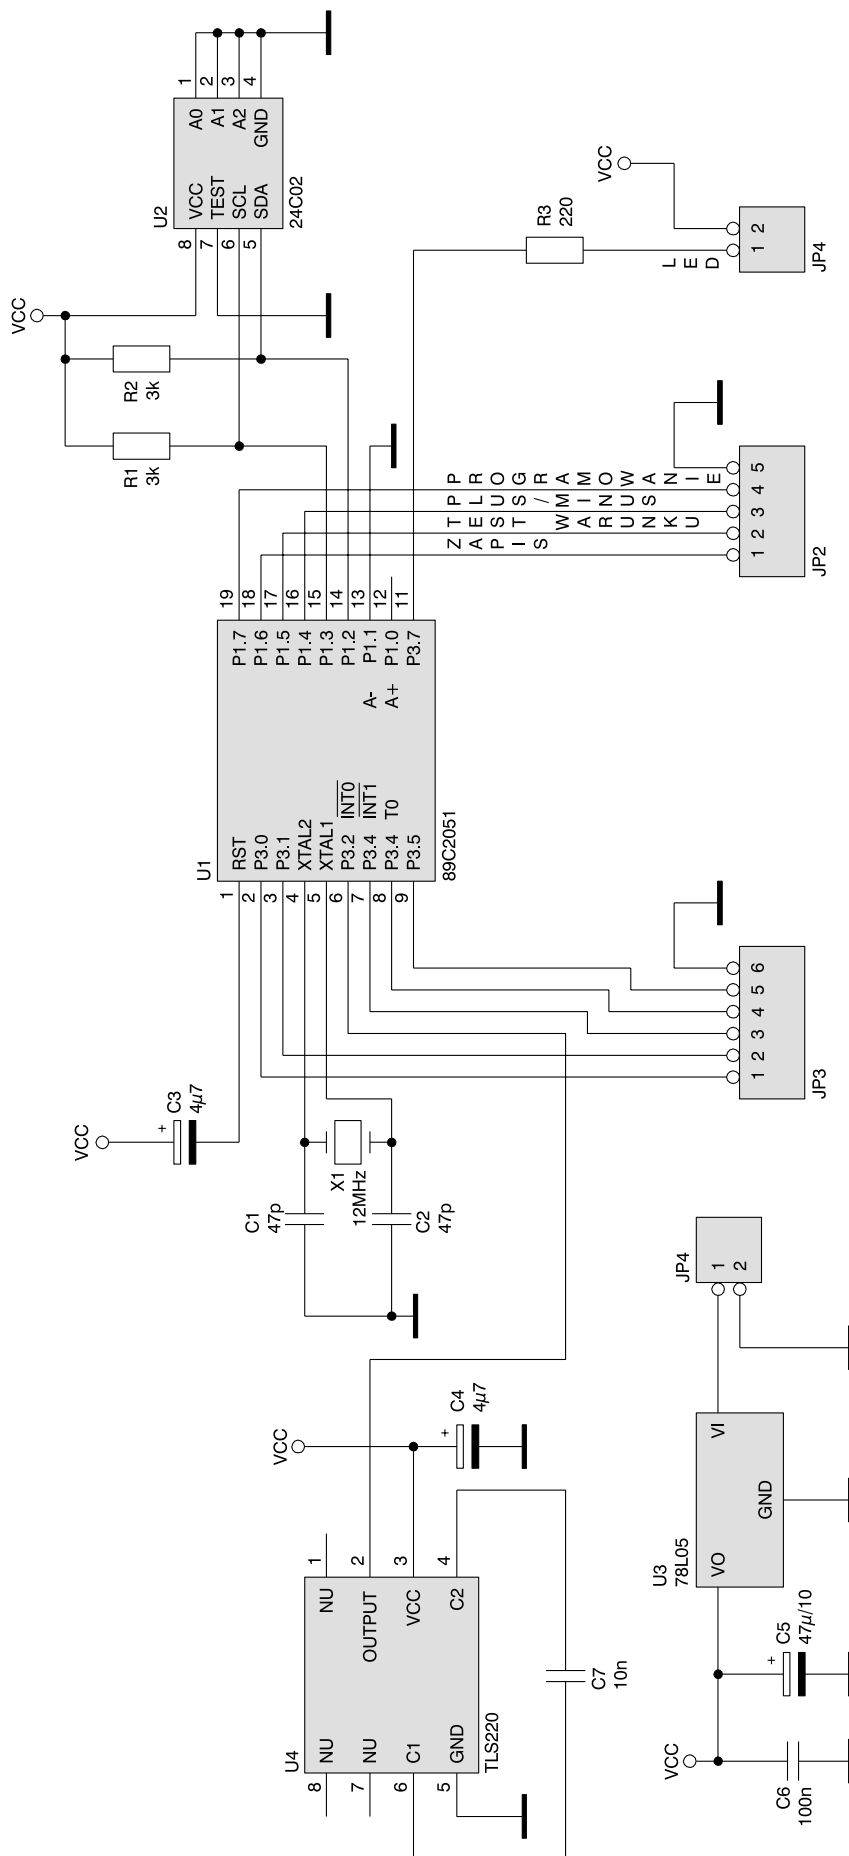 VCC
R1
3k
R2
3k
U2
VCC
TEST
SCL
SDA
A0
A1
A2
GND
8
7
6
5
1
2
3
4
24C02
VCC
C3
+
4µ7
C1
47p
X1
12MHz
C2
47p
U1
RST
P3.0
P3.1
XTAL2
XTAL1
P3.2 INT0
P3.4 INT1
P3.4 T0
P3.5
1
2
3
4
5
6
7
8
9
P1.7
P1.6
P1.5
P1.4
P1.3
P1.2
A- P1.1
A+ P1.0
P3.7
19
18
17
16
15
14
13
12
11
89C2051
R3
220
VCC
LED
1 2
JP4
ZAPIS
TEST WARUNKU
PLUS/MINUS
PROGRAMOWANIE
1 2 3 4 5
JP2
1 2 3 4 5 6
JP3
U4
NU
NU
C1
GND
8
7
6
5
NU
OUTPUT
VCC
C2
1
2
3
4
TLS220
VCC
C4
+
4µ7
C7
10n
VCC
C6
100n
C5
+
47µ/10
U3
78L05
VO
VI
GND
JP4
1
2